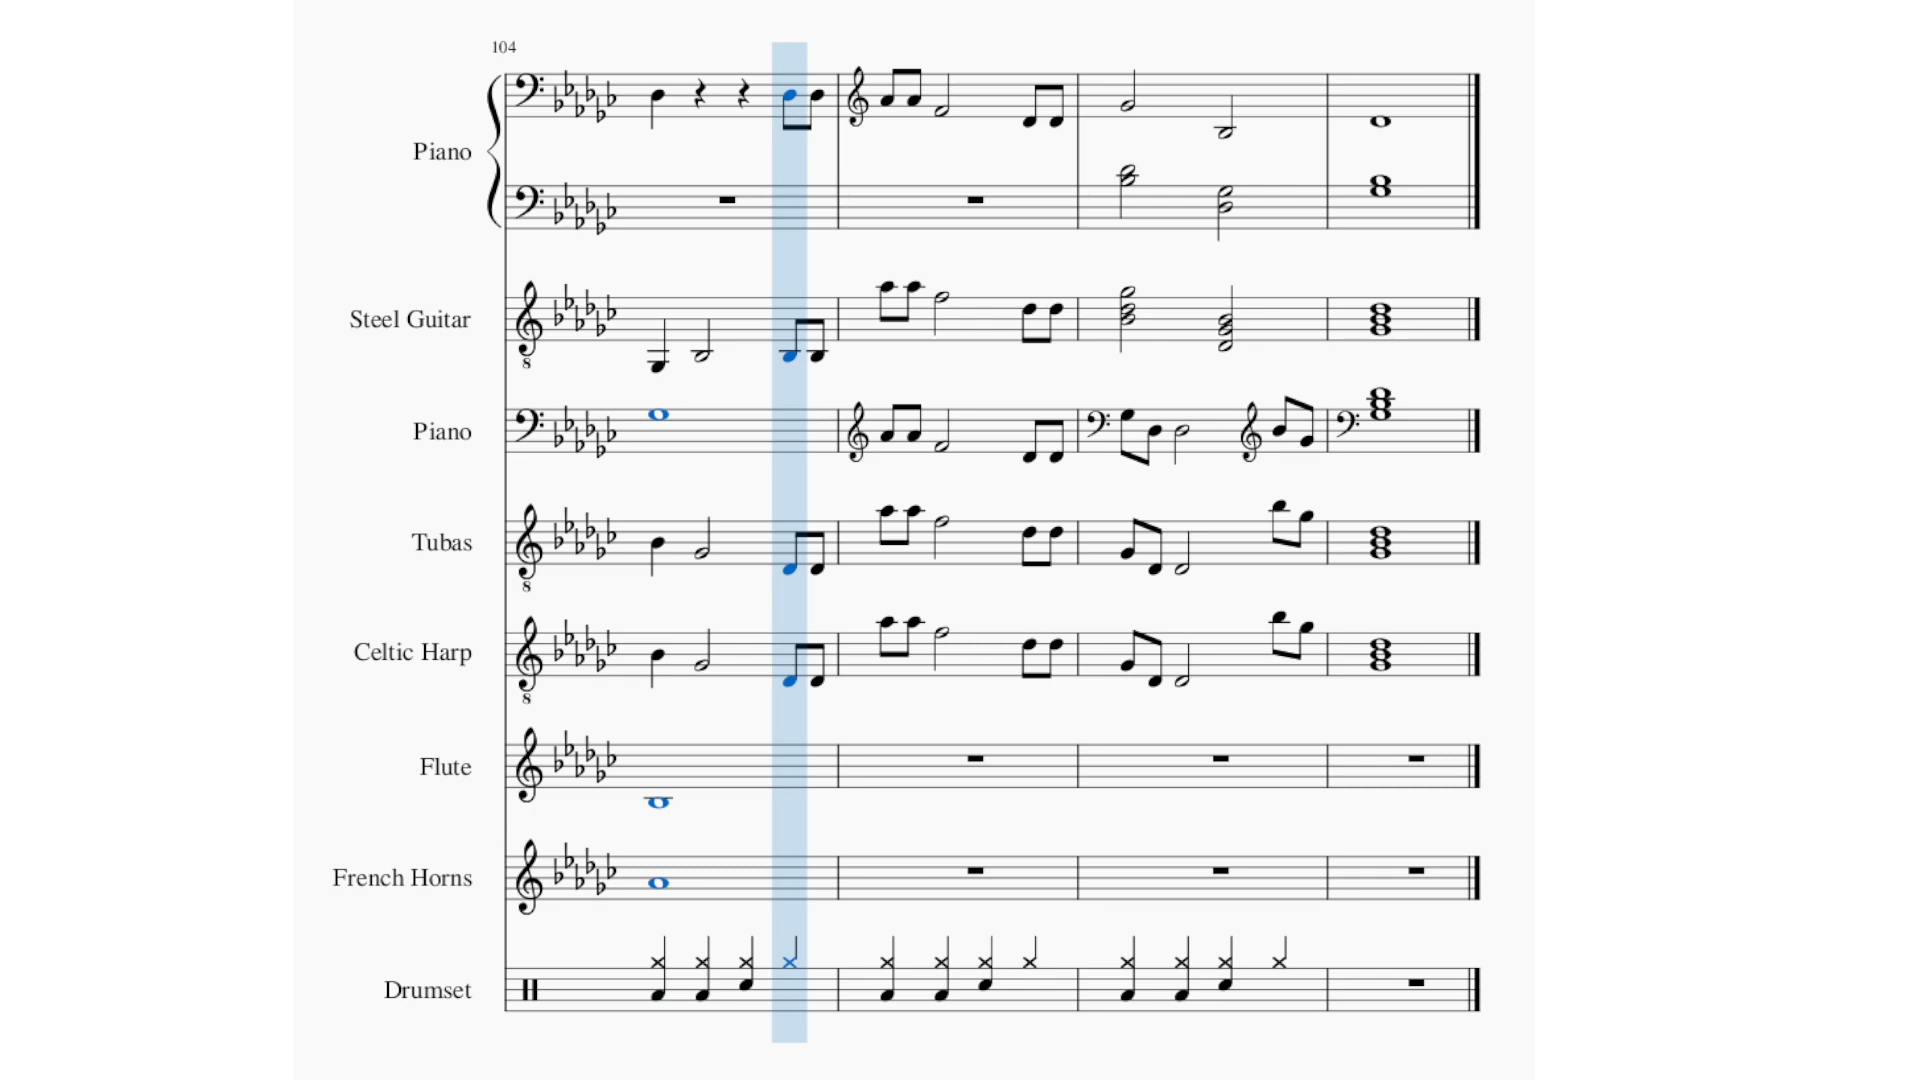 104
Piano
Steel Guitar
Piano
Tubas
Celtic Harp
Flute
French Horns
Drumset